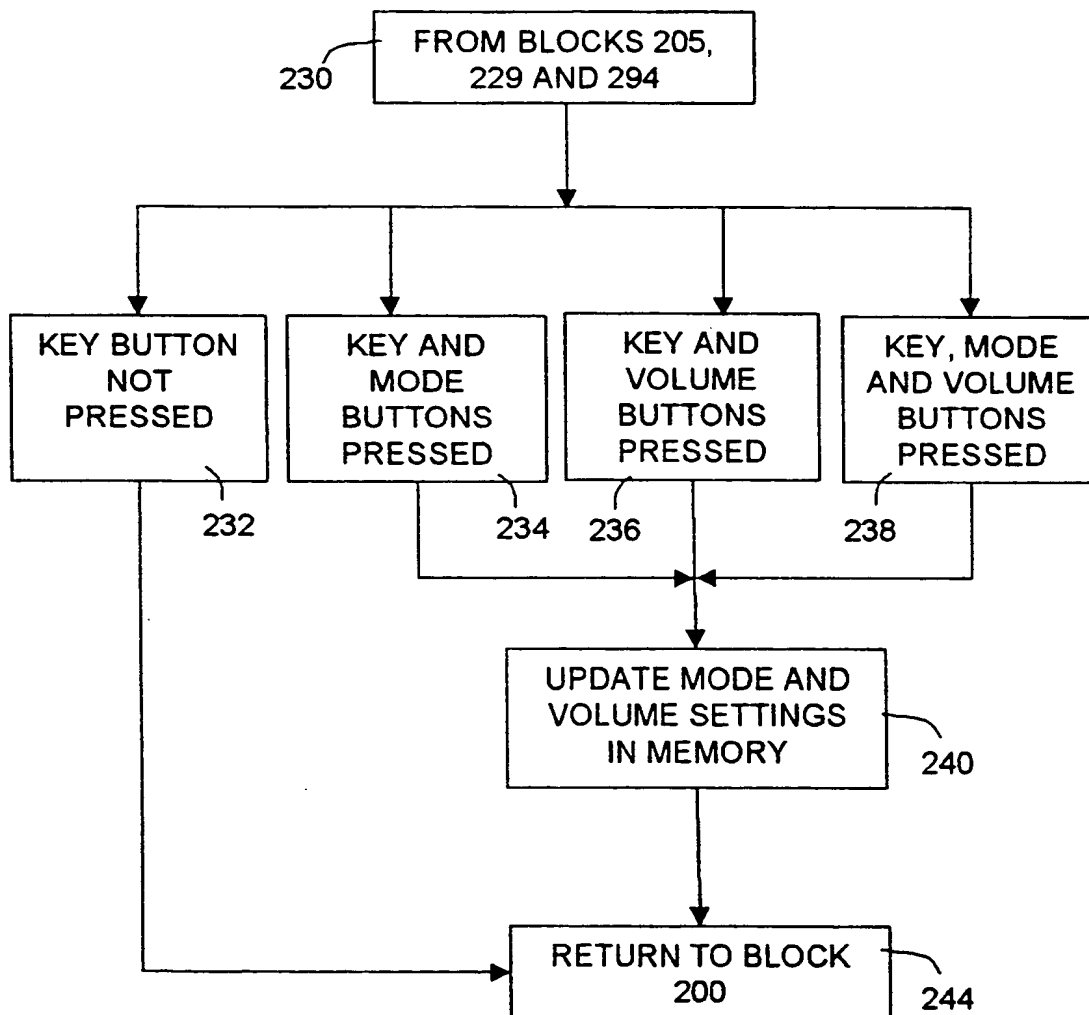 FROM BLOCKS 205,
229 AND 294
230
KEY BUTTON
NOT
PRESSED
232
KEY AND
MODE
BUTTONS
PRESSED
234
KEY AND
VOLUME
BUTTONS
PRESSED
236
KEY, MODE
AND VOLUME
BUTTONS
PRESSED
238
UPDATE MODE AND
VOLUME SETTINGS
IN MEMORY
240
RETURN TO BLOCK
200
244